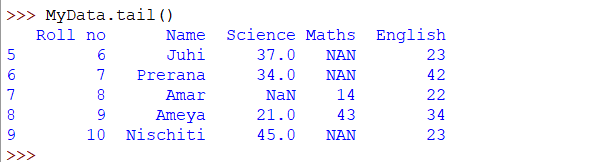 >>> MyData.tail()
   Roll no      Name  Science Maths  English
5        6      Juhi     37.0   NAN       23
6        7   Prerana     34.0   NAN       42
7        8      Amar      NaN    14       22
8        9     Ameya     21.0    43       34
9       10  Nischiti     45.0   NAN       23
>>>